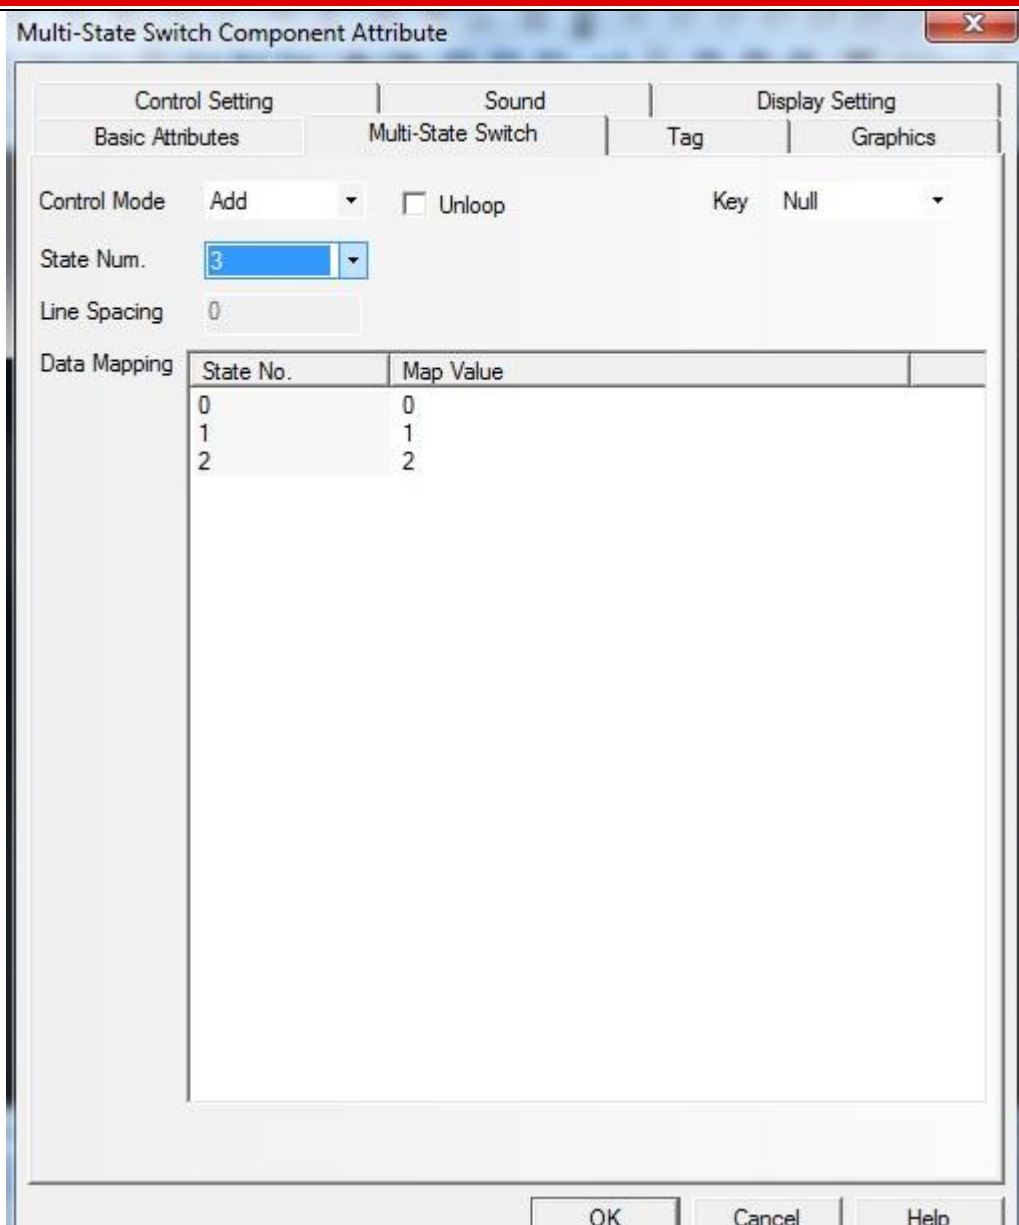 Multi-State Switch Component Attribute
Control Setting Sound Display Setting
Basic Attributes Multi-State Switch Tag Graphics
Control Mode Add Unloop Key Null
State Num. 3
Line Spacing 0
Data Mapping State No. Map Value
0 0
1 1
2 2
OK Cancel Help